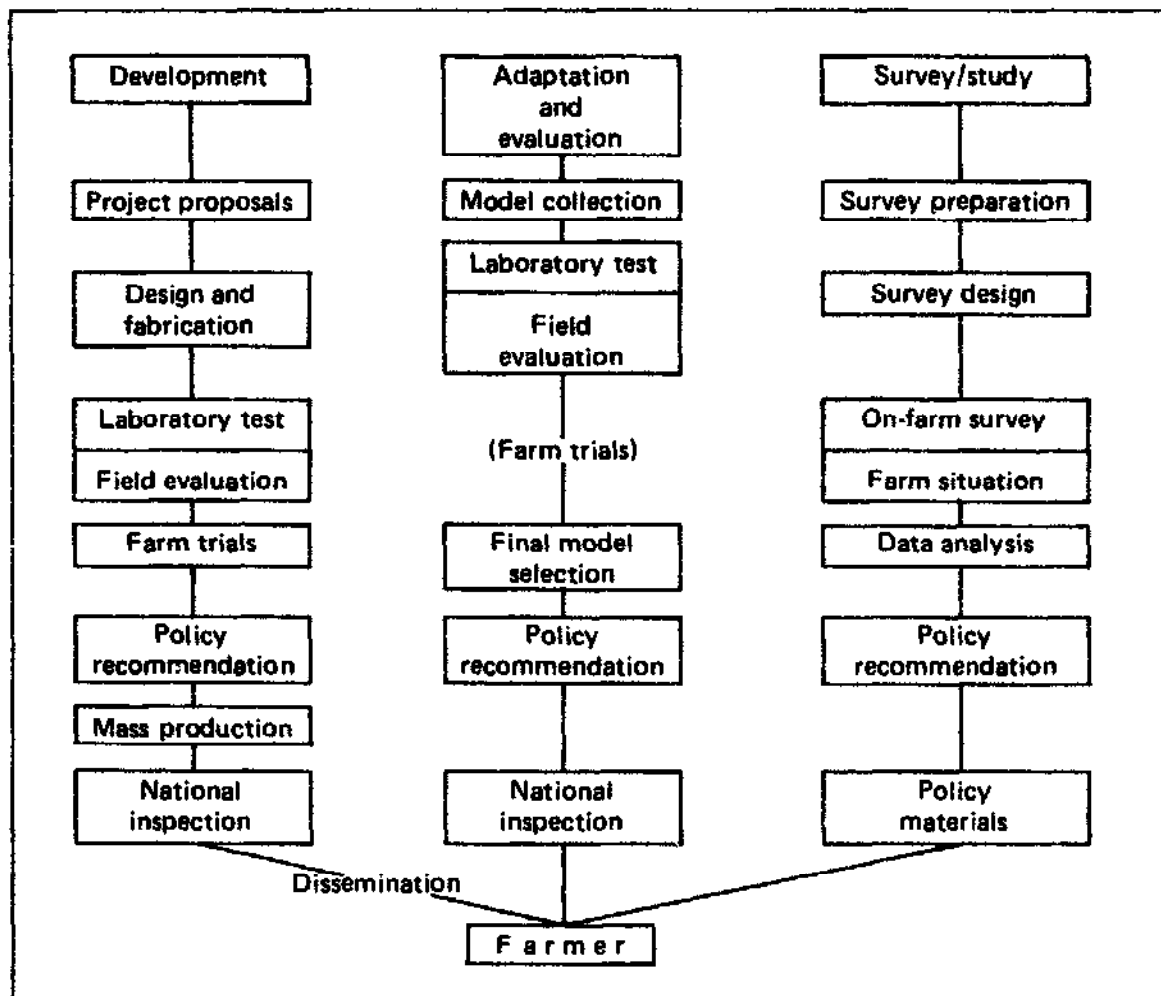 Development
Project proposals
Design and
fabrication
Laboratory test
Field evaluation
Farm trials
Policy
recommendation
Mass production
National
inspection
Adaptation
and
evaluation
Model collection
Laboratory test
Field
evaluation
(Farm trials)
Final model
selection
Policy
recommendation
National
inspection
Survey/study
Survey preparation
Survey design
On-farm survey
Farm situation
Data analysis
Policy
recommendation
Policy
materials
Dissemination
Farmer